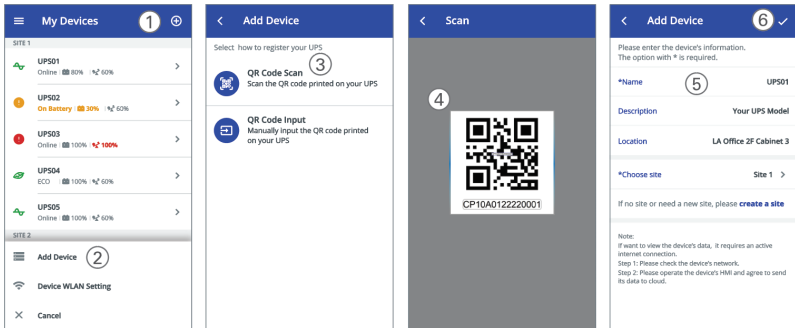 My Devices
1
SITE 1
UPS01
Online 80% 60%
UPS02
On Battery 30% 60%
UPS03
Online 100% 100%
UPS04
ECO 100% 60%
UPS05
Online 100% 60%
SITE 2
Add Device
2
Device WLAN Setting
Cancel
Add Device
Select how to register your UPS
3
QR Code Scan
Scan the QR code printed on your UPS
QR Code Input
Manually input the QR code printed
on your UPS
Scan
4
CP10A0122220001
Add Device
6
Please enter the device's information.
The option with * is required.
*Name UPS01
5
Description Your UPS Model
Location LA Office 2F Cabinet 3
*Choose site Site 1
If no site or need a new site, please create a site
Note:
If want to view the device's data, it requires an active
internet connection.
Step 1: Please check the device's network.
Step 2: Please operate the device's HMI and agree to send
its data to cloud.